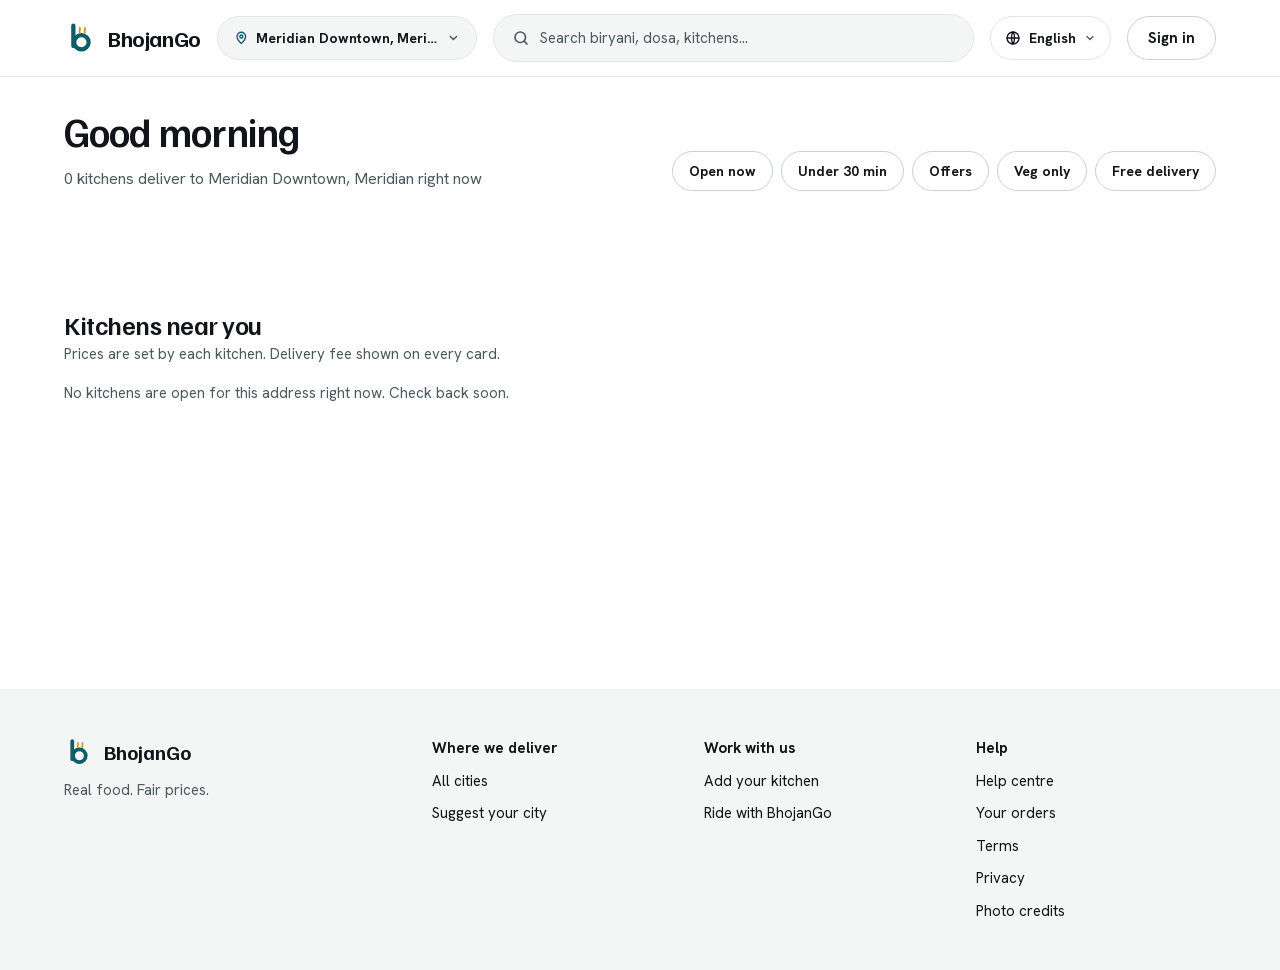 BhojanGo
Meridian Downtown, Meri...
Search biryani, dosa, kitchens...
English
Sign in
Good morning
0 kitchens deliver to Meridian Downtown, Meridian right now
Open now
Under 30 min
Offers
Veg only
Free delivery
Kitchens near you
Prices are set by each kitchen. Delivery fee shown on every card.
No kitchens are open for this address right now. Check back soon.
BhojanGo
Real food. Fair prices.
Where we deliver
All cities
Suggest your city
Work with us
Add your kitchen
Ride with BhojanGo
Help
Help centre
Your orders
Terms
Privacy
Photo credits